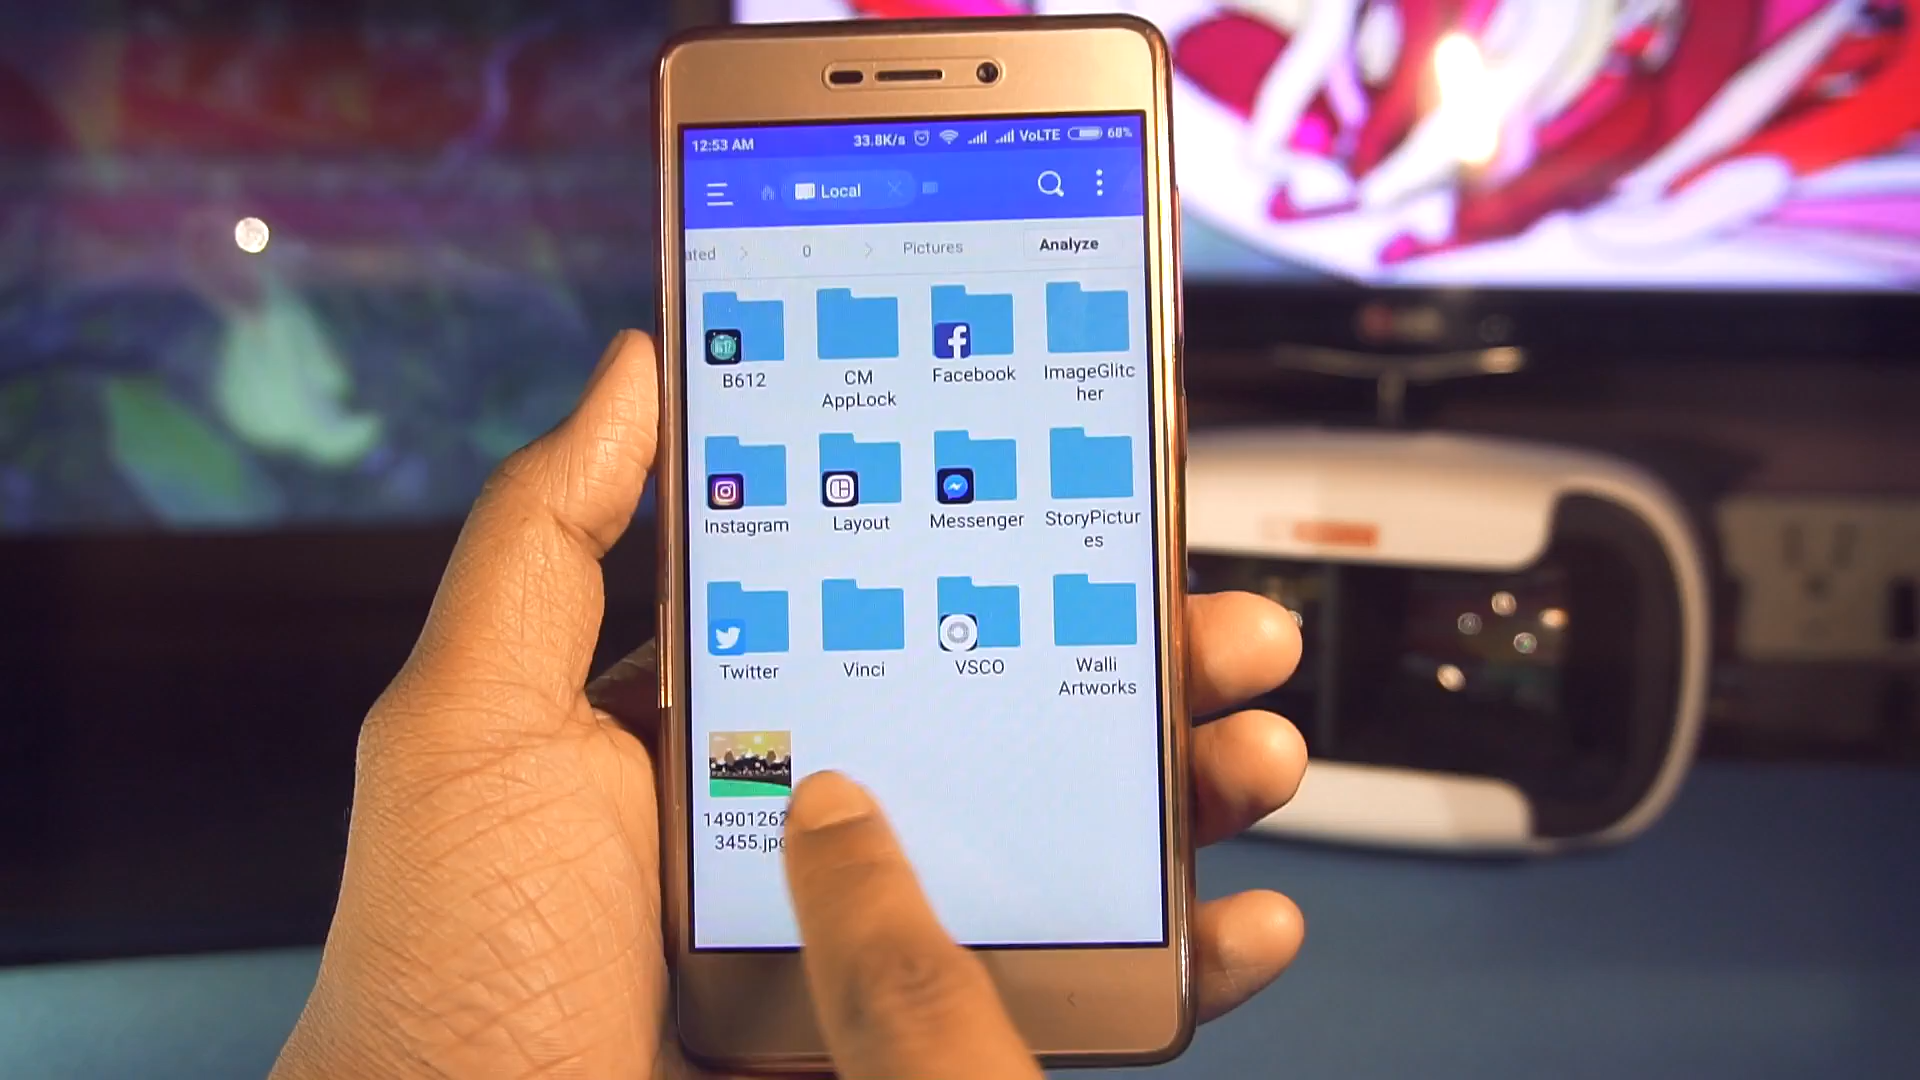 12:53 AM 33.8K/s VoLTE 68%
Local
ated > 0 > Pictures Analyze
B612
CM
AppLock
Facebook
ImageGlitc
her
Instagram
Layout
Messenger
StoryPictur
es
Twitter
Vinci
VSCO
Walli
Artworks
14901262
3455.jpg